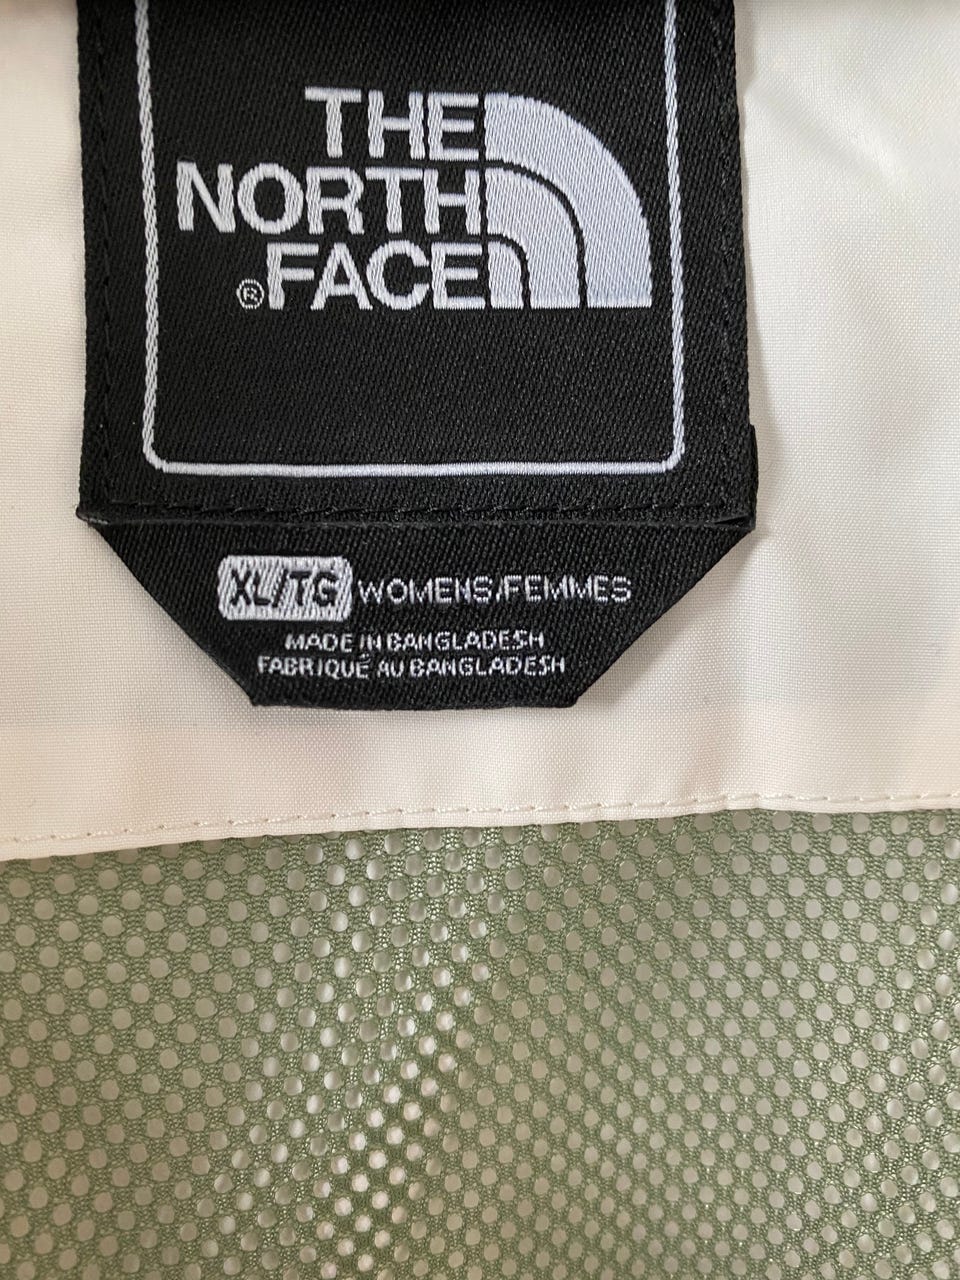 THE
NORTH
®FACE
XL/TG WOMENS/FEMMES
MADE IN BANGLADESH
FABRIQUÉ AU BANGLADESH